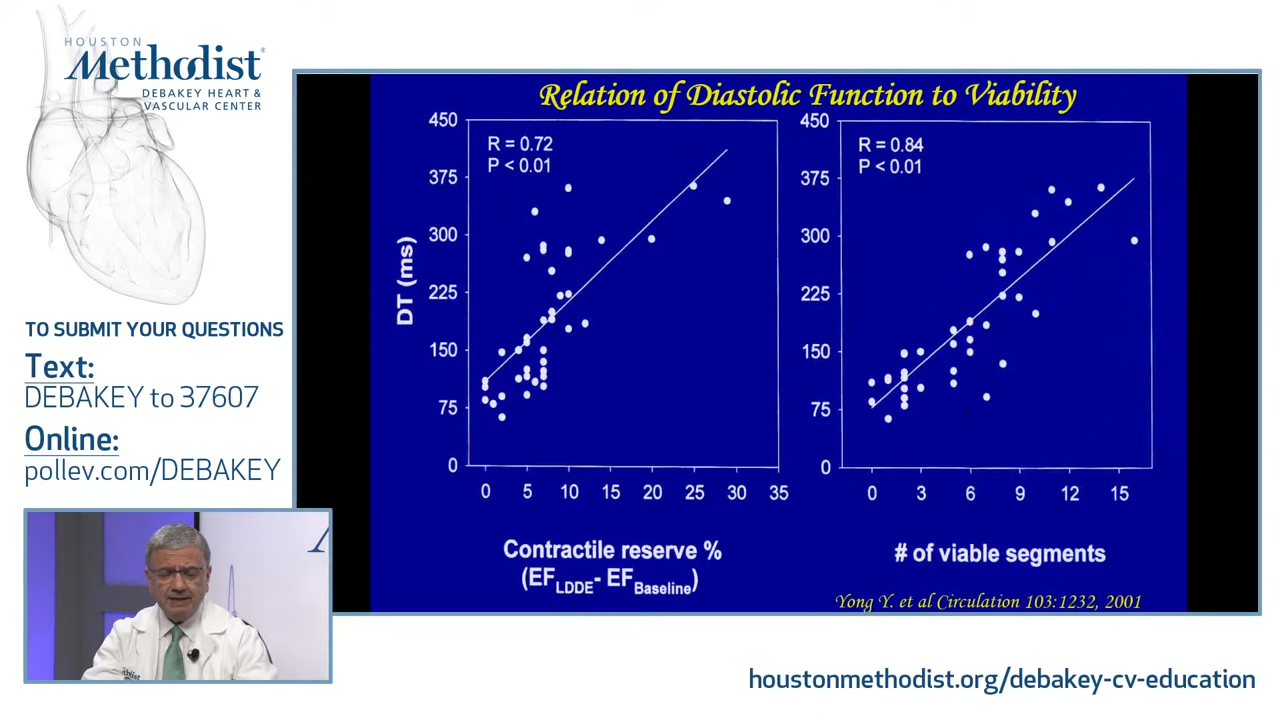 HOUSTON
Methodist®
DEBAKEY HEART &
VASCULAR CENTER
TO SUBMIT YOUR QUESTIONS
Text:
DEBAKEY to 37607
Online:
pollev.com/DEBAKEY
Relation of Diastolic Function to Viability
R = 0.72
P < 0.01
450
375
300
225
150
75
0
DT (ms)
0 5 10 15 20 25 30 35
Contractile reserve %
(EF LDDE - EF Baseline)
R = 0.84
P < 0.01
450
375
300
225
150
75
0
0 3 6 9 12 15
# of viable segments
Yong Y. et al Circulation 103:1232, 2001
houstonmethodist.org/debakey-cv-education